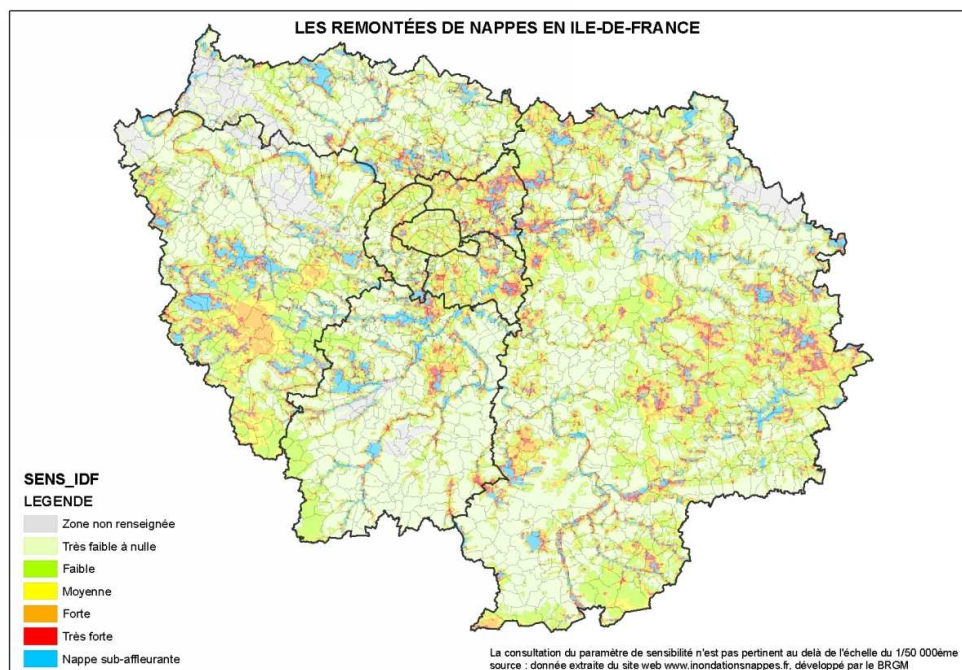 LES REMONTÉES DE NAPPES EN ILE-DE-FRANCE
SENS_IDF
LEGENDE
Zone non renseignée
Très faible à nulle
Faible
Moyenne
Forte
Très forte
Nappe sub-affleurante
La consultation du paramètre de sensibilité n'est pas pertinent au delà de l'échelle du 1/50 000ème
source : donnée extraite du site web www.inondationsnappes.fr, développé par le BRGM